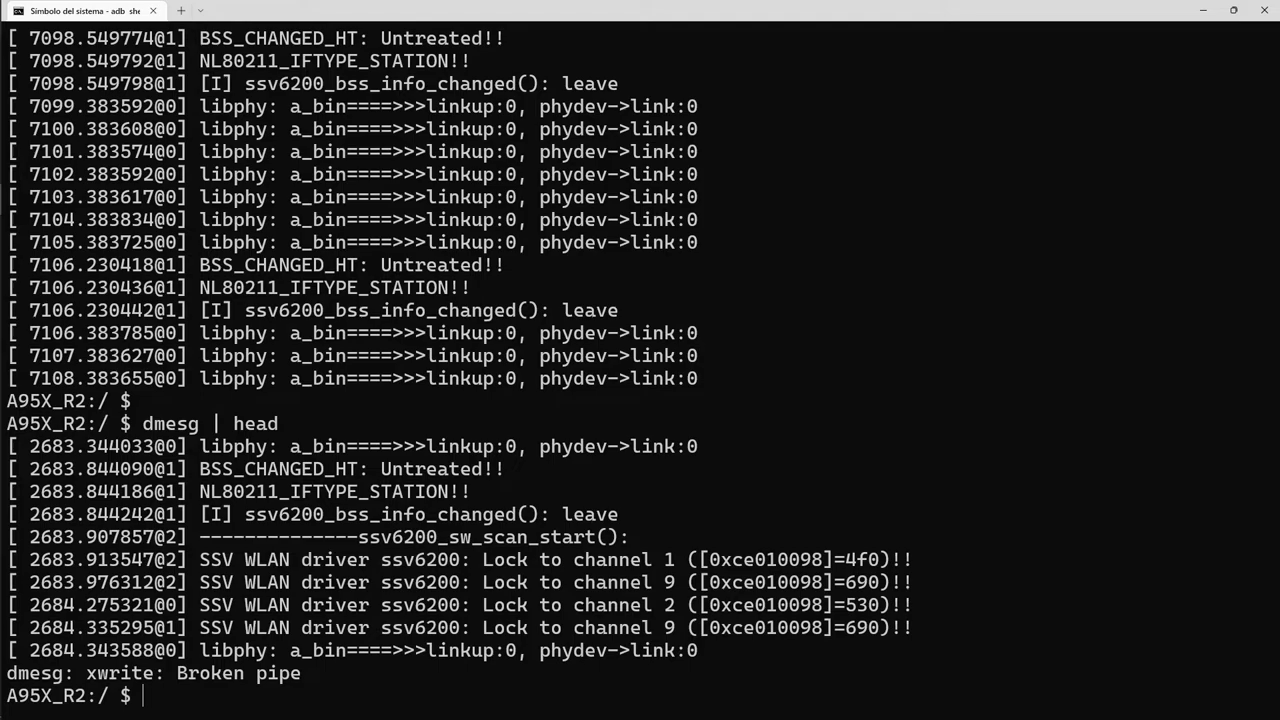 Símbolo del sistema - adb she
[ 7098.549774@1] BSS_CHANGED_HT: Untreated!!
[ 7098.549792@1] NL80211_IFTYPE_STATION!!
[ 7098.549798@1] [I] ssv6200_bss_info_changed(): leave
[ 7099.383592@0] libphy: a_bin====>>>linkup:0, phydev->link:0
[ 7100.383608@0] libphy: a_bin====>>>linkup:0, phydev->link:0
[ 7101.383574@0] libphy: a_bin====>>>linkup:0, phydev->link:0
[ 7102.383592@0] libphy: a_bin====>>>linkup:0, phydev->link:0
[ 7103.383617@0] libphy: a_bin====>>>linkup:0, phydev->link:0
[ 7104.383834@0] libphy: a_bin====>>>linkup:0, phydev->link:0
[ 7105.383725@0] libphy: a_bin====>>>linkup:0, phydev->link:0
[ 7106.230418@1] BSS_CHANGED_HT: Untreated!!
[ 7106.230436@1] NL80211_IFTYPE_STATION!!
[ 7106.230442@1] [I] ssv6200_bss_info_changed(): leave
[ 7106.383785@0] libphy: a_bin====>>>linkup:0, phydev->link:0
[ 7107.383627@0] libphy: a_bin====>>>linkup:0, phydev->link:0
[ 7108.383655@0] libphy: a_bin====>>>linkup:0, phydev->link:0
A95X_R2:/ $
A95X_R2:/ $ dmesg | head
[ 2683.344033@0] libphy: a_bin====>>>linkup:0, phydev->link:0
[ 2683.844090@1] BSS_CHANGED_HT: Untreated!!
[ 2683.844186@1] NL80211_IFTYPE_STATION!!
[ 2683.844242@1] [I] ssv6200_bss_info_changed(): leave
[ 2683.907857@2] --------------ssv6200_sw_scan_start():
[ 2683.913547@2] SSV WLAN driver ssv6200: Lock to channel 1 ([0xce010098]=4f0)!!
[ 2683.976312@2] SSV WLAN driver ssv6200: Lock to channel 9 ([0xce010098]=690)!!
[ 2684.275321@0] SSV WLAN driver ssv6200: Lock to channel 2 ([0xce010098]=530)!!
[ 2684.335295@1] SSV WLAN driver ssv6200: Lock to channel 9 ([0xce010098]=690)!!
[ 2684.343588@0] libphy: a_bin====>>>linkup:0, phydev->link:0
dmesg: xwrite: Broken pipe
A95X_R2:/ $